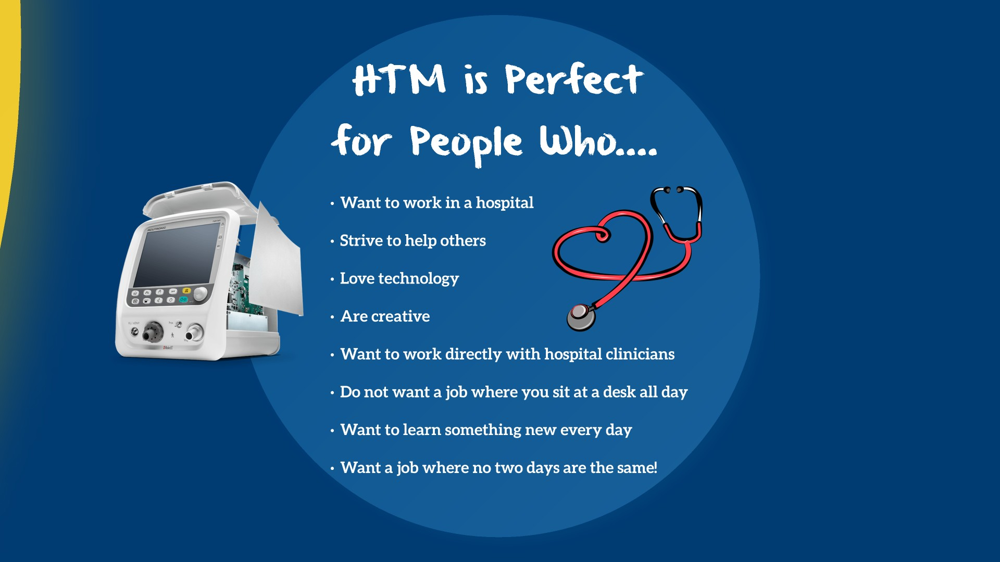 HTM is Perfect
for People Who....
• Want to work in a hospital
• Strive to help others
• Love technology
• Are creative
• Want to work directly with hospital clinicians
• Do not want a job where you sit at a desk all day
• Want to learn something new every day
• Want a job where no two days are the same!
ACUTRONIC